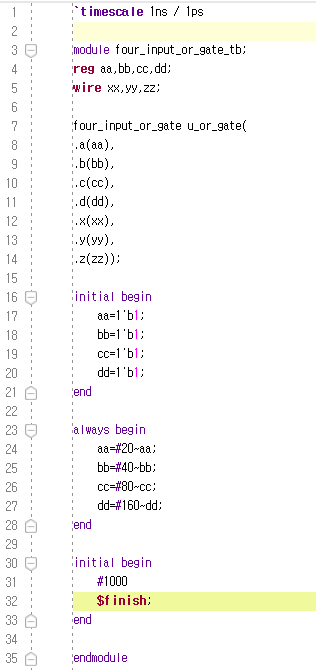 1 `timescale 1ns / 1ps
2
3 module four_input_or_gate_tb;
4 reg aa,bb,cc,dd;
5 wire xx,yy,zz;
6
7 four_input_or_gate u_or_gate(
8 .a(aa),
9 .b(bb),
10 .c(cc),
11 .d(dd),
12 .x(xx),
13 .y(yy),
14 .z(zz));
15
16 initial begin
17 aa=1'b1;
18 bb=1'b1;
19 cc=1'b1;
20 dd=1'b1;
21 end
22
23 always begin
24 aa=#20~aa;
25 bb=#40~bb;
26 cc=#80~cc;
27 dd=#160~dd;
28 end
29
30 initial begin
31 #1000
32 $finish;
33 end
34
35 endmodule